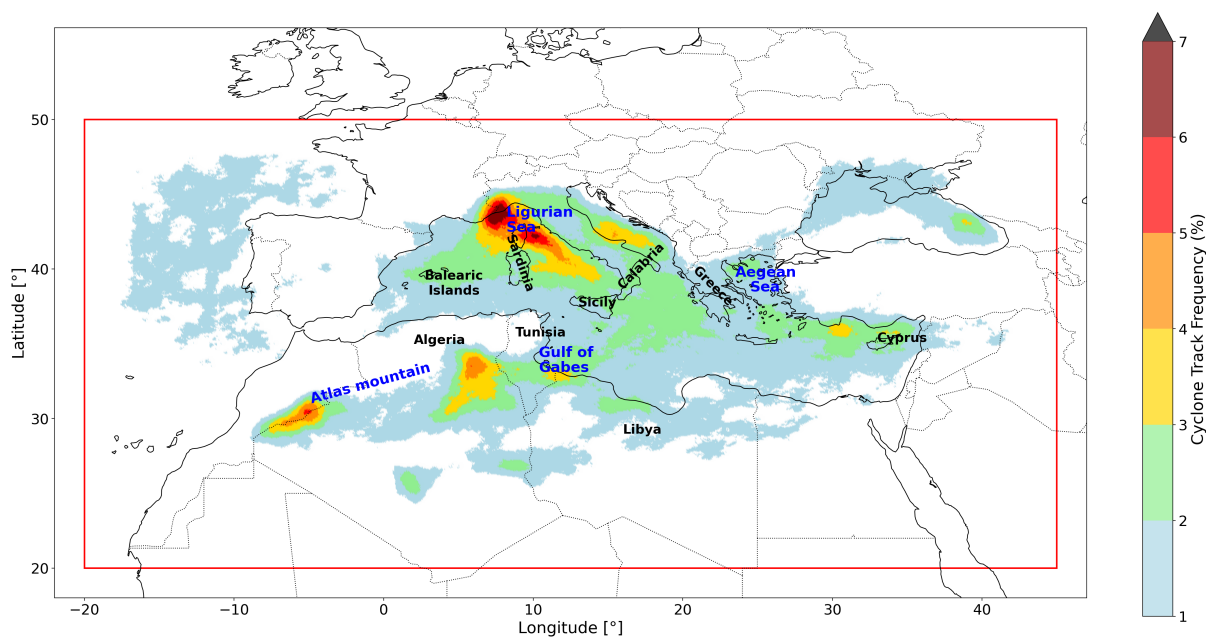 50
40
30
20
Latitude [°]
−20
−10
0
10
20
30
40
Longitude [°]
Ligurian
Sea
Sardinia
Balearic
Islands
Calabria
Sicily
Greece
Aegean
Sea
Cyprus
Algeria
Tunisia
Gulf of
Gabes
Atlas mountain
Libya
7
6
5
4
3
2
1
Cyclone Track Frequency (%)